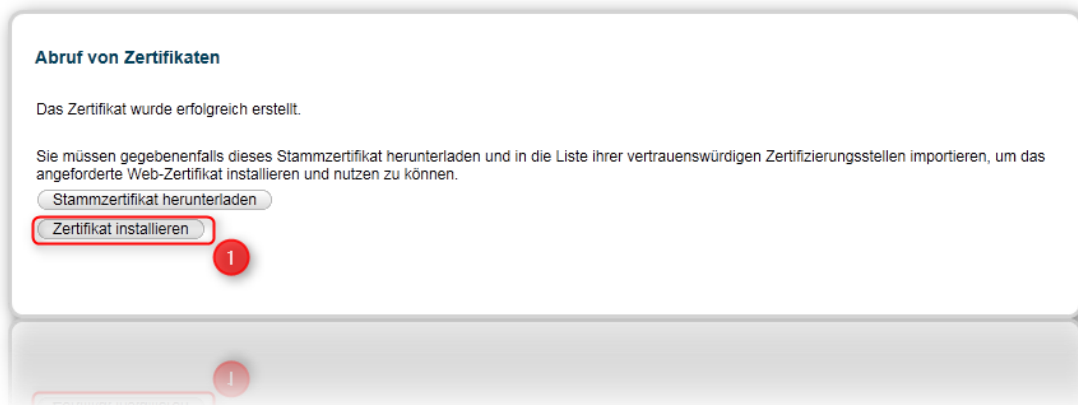 Abruf von Zertifikaten
Das Zertifikat wurde erfolgreich erstellt.
Sie müssen gegebenenfalls dieses Stammzertifikat herunterladen und in die Liste ihrer vertrauenswürdigen Zertifizierungsstellen importieren, um das
angeforderte Web-Zertifikat installieren und nutzen zu können.
Stammzertifikat herunterladen
Zertifikat installieren
1